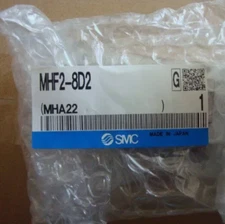 MHF2-8D2
G
(MHA22 )
1
SMC
MADE IN JAPAN